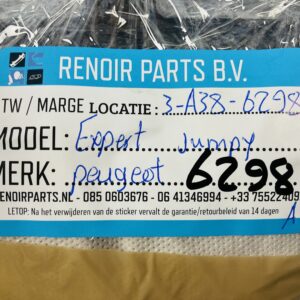 RENOIR PARTS B.V.
TW / MARGE LOCATIE : 3-A38-6298
MODEL: Expert Jumpy
MERK: peugeot 6298
ENOIRPARTS.NL - 085 0603676 - 06 41346994 - +33 75522409
LETOP: Na het verwijderen van de sticker vervalt de garantie/retourbeleid van 14 dagen